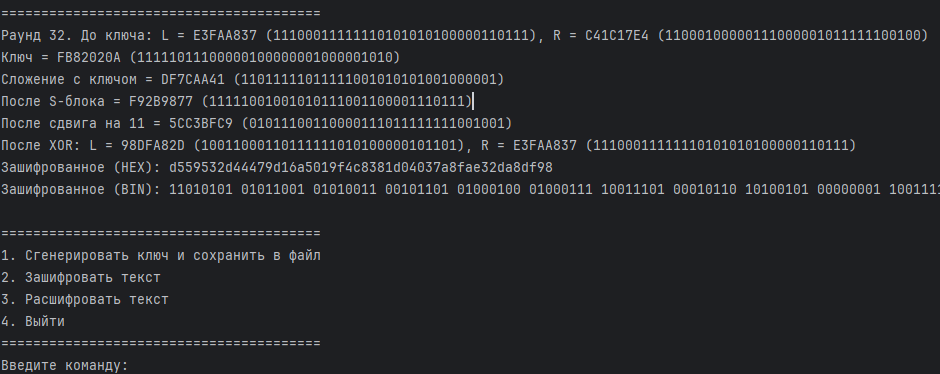 ========================================
Раунд 32. До ключа: L = E3FAA837 (11100011111110101010100000110111), R = C41C17E4 (11000100000111000001011111100100)
Ключ = FB82020A (11111011100000100000001000001010)
Сложение с ключом = DF7CAA41 (11011111011111001010101001000001)
После S-блока = F92B9877 (11111001001010111001100001110111)
После сдвига на 11 = 5CC3BFC9 (01011100110000111011111111001001)
После XOR: L = 98DFA82D (10011000110111111010100000101101), R = E3FAA837 (11100011111110101010100000110111)
Зашифрованное (HEX): d559532d44479d16a5019f4c8381d04037a8fae32da8df98
Зашифрованное (BIN): 11010101 01011001 01010011 00101101 01000100 01000111 10011101 00010110 10100101 00000001 1001111
========================================
1. Сгенерировать ключ и сохранить в файл
2. Зашифровать текст
3. Расшифровать текст
4. Выйти
========================================
Введите команду: